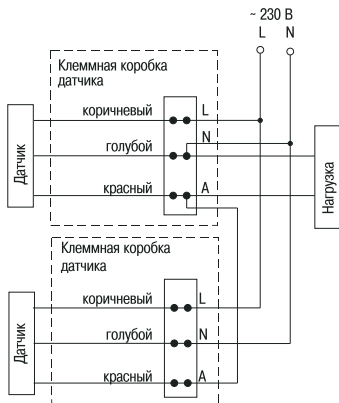 ~ 230 В
L N
Клеммная коробка
датчика
коричневый L
голубой N
красный A
Датчик
Нагрузка
Клеммная коробка
датчика
коричневый L
голубой N
красный A
Датчик